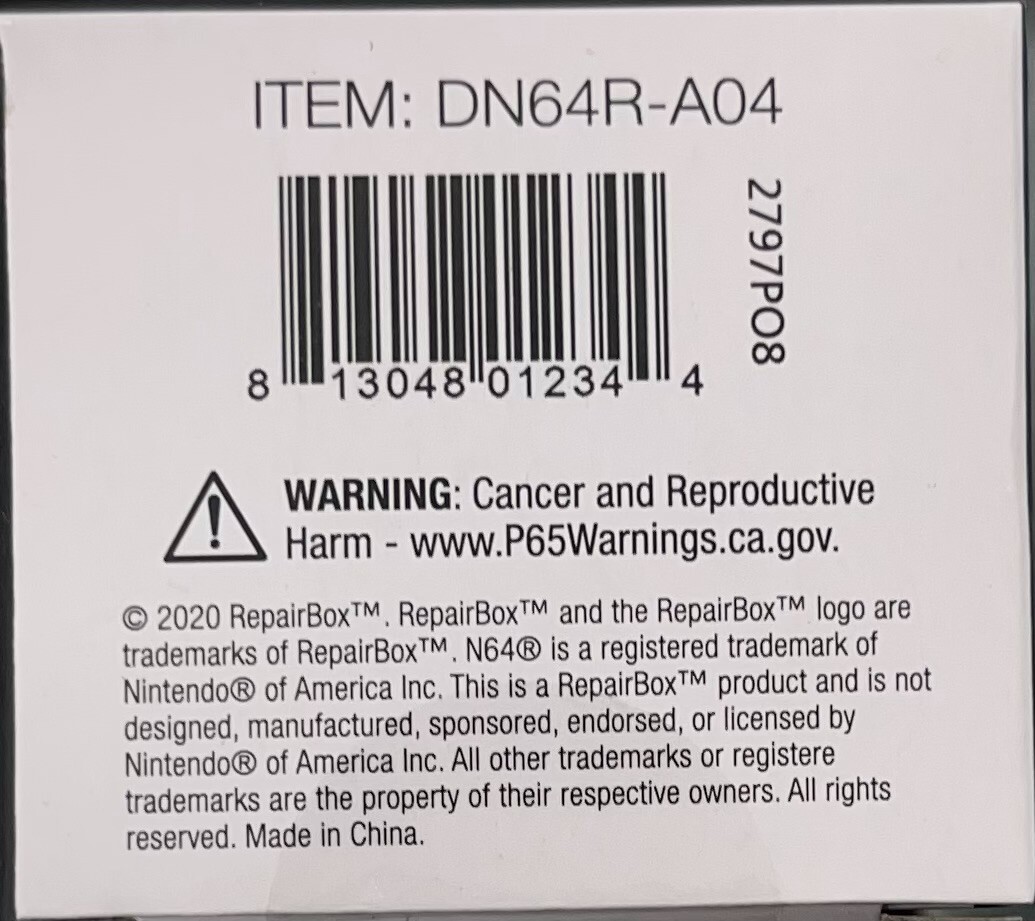 ITEM: DN64R-A04
2797PO8
8 13048 01234 4
WARNING: Cancer and Reproductive
Harm - www.P65Warnings.ca.gov.
© 2020 RepairBox™. RepairBox™ and the RepairBox™ logo are
trademarks of RepairBox™. N64® is a registered trademark of
Nintendo® of America Inc. This is a RepairBox™ product and is not
designed, manufactured, sponsored, endorsed, or licensed by
Nintendo® of America Inc. All other trademarks or registere
trademarks are the property of their respective owners. All rights
reserved. Made in China.